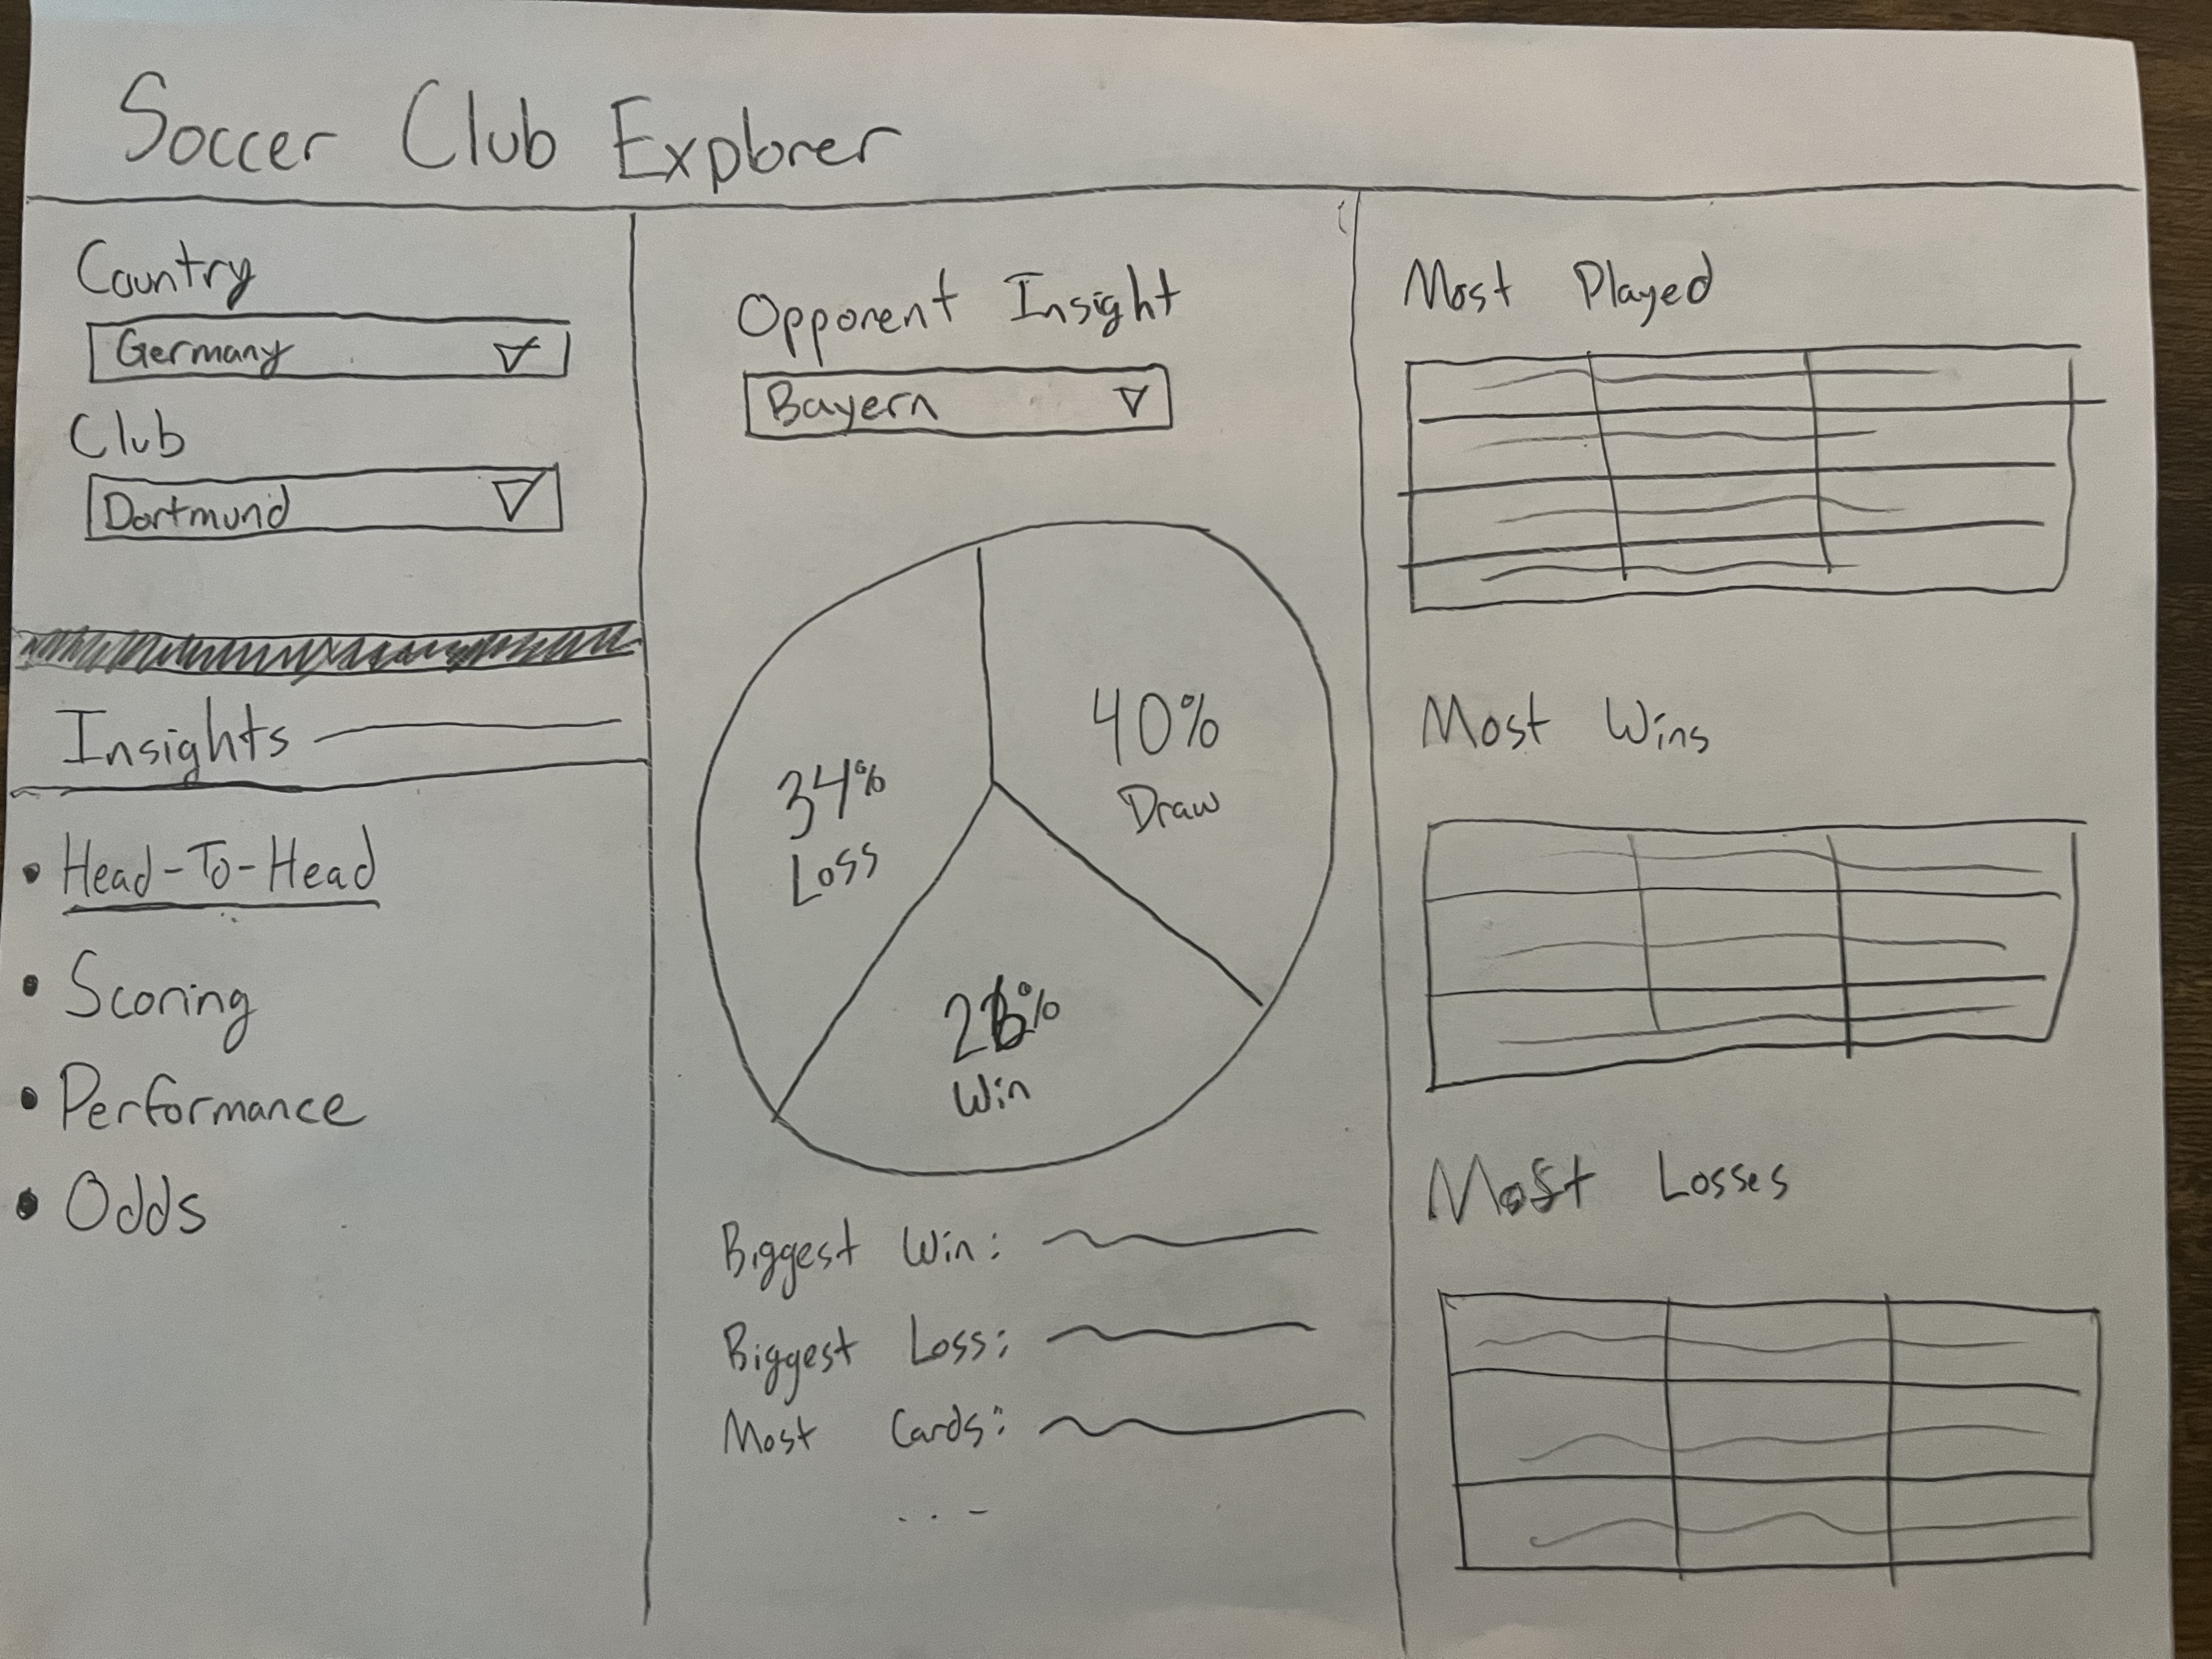 Soccer Club Explorer
Country
Germany
Club
Dortmund
Insights
• Head-To-Head
• Scoring
• Performance
• Odds
Opponent Insight
Bayern
40%
Draw
34%
Loss
26%
Win
Biggest Win:
Biggest Loss:
Most Cards:
...
Most Played
Most Wins
Most Losses